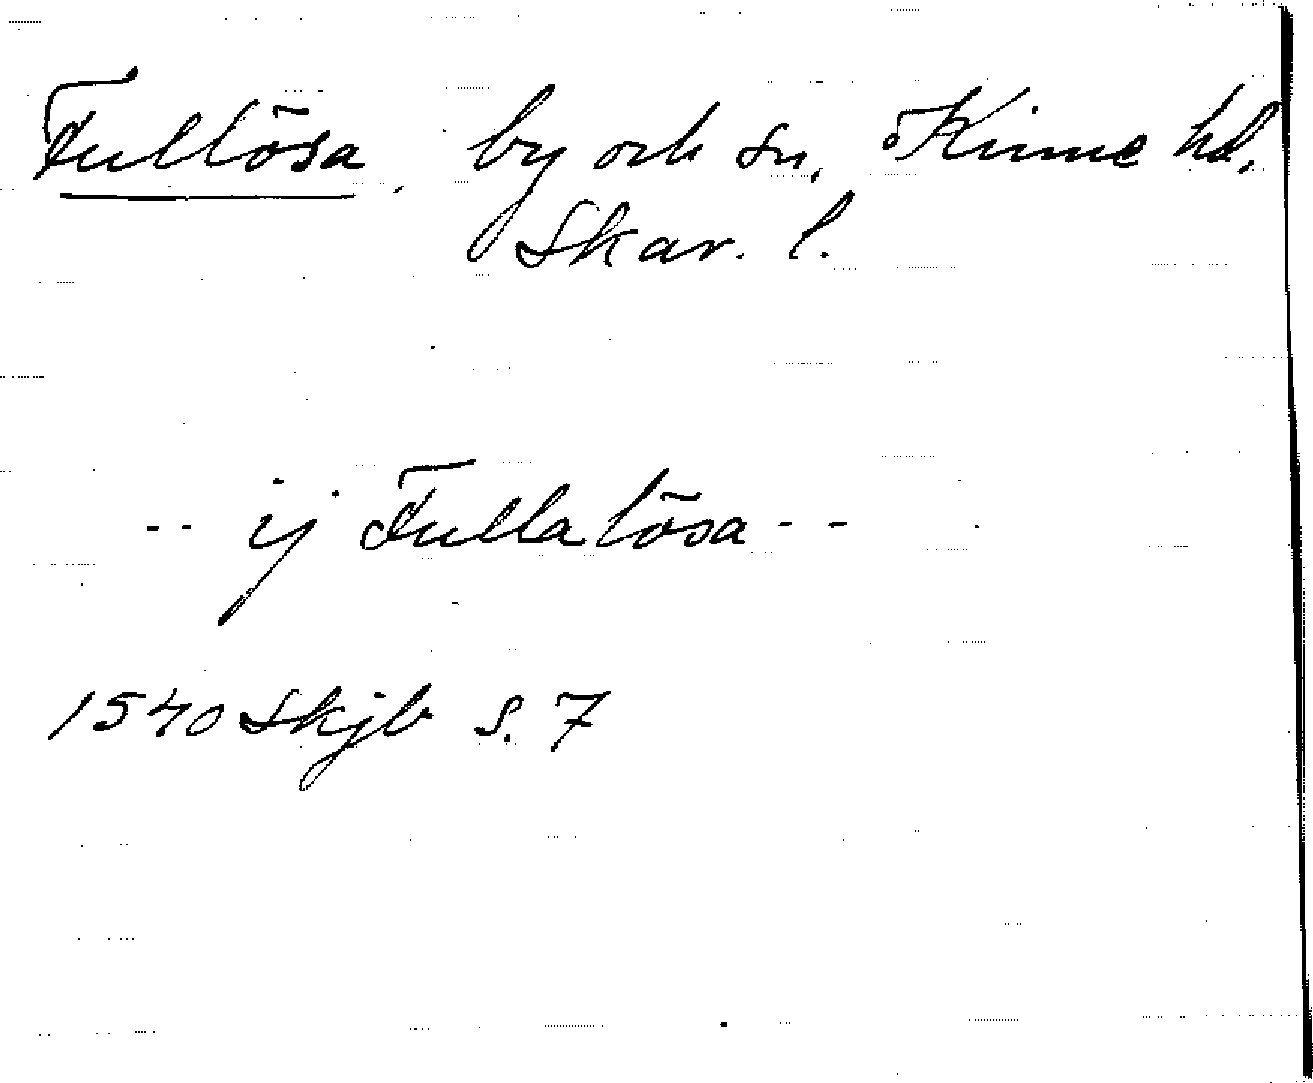 Fullösa, by och sn, Kinne hd,
Skar. l.
-- ij Fullalösa --
1540 Skjb s. 7